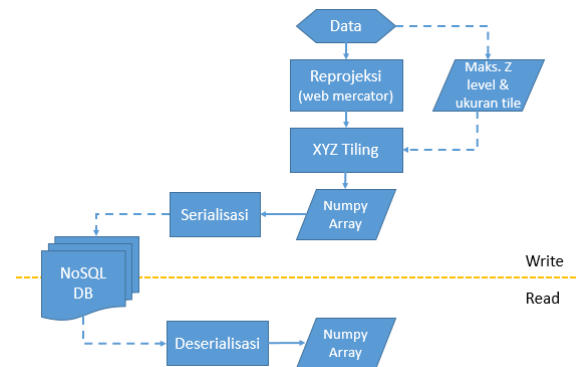 Data
Reprojeksi
(web mercator)
Maks. Z
level &
ukuran tile
XYZ Tiling
Serialisasi
Numpy
Array
NoSQL
DB
Write
Read
Deserialisasi
Numpy
Array